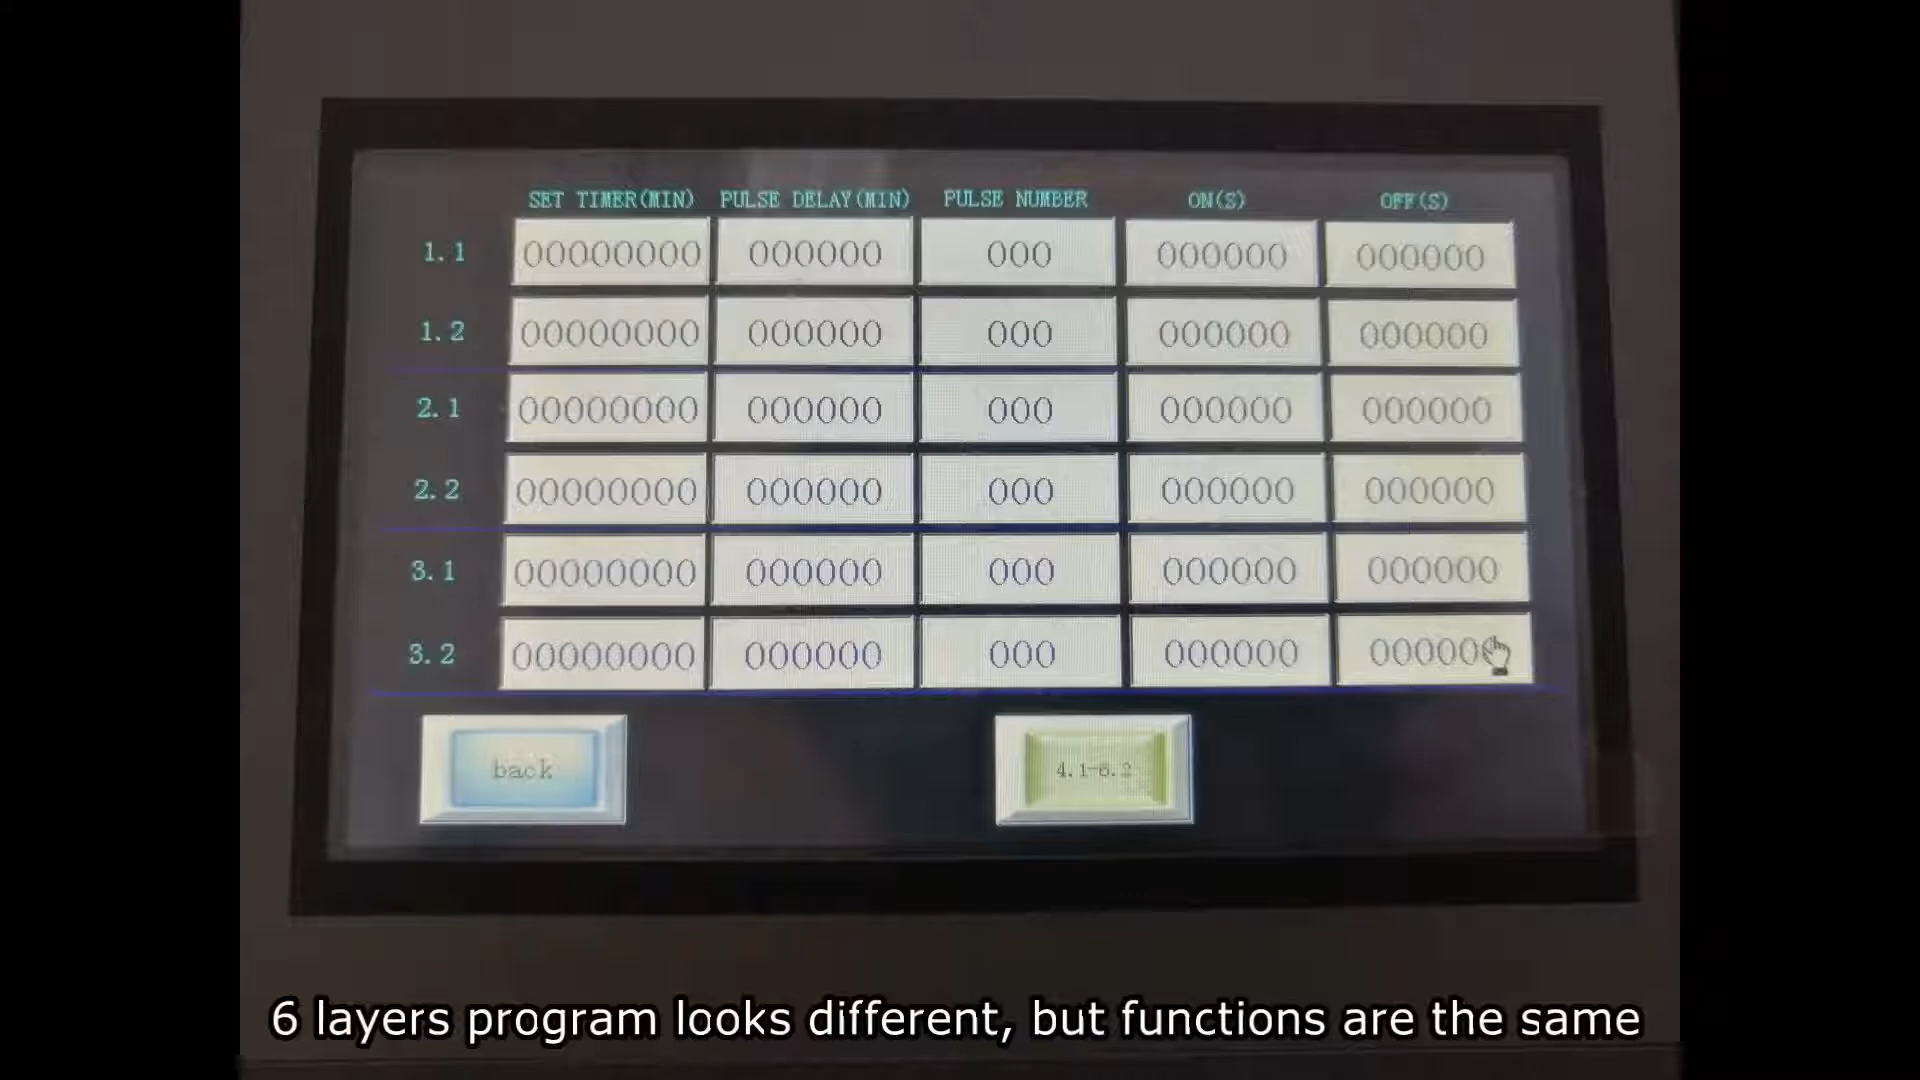 SET TIMER(MIN) PULSE DELAY(MIN) PULSE NUMBER ON(S) OFF(S)
1.1 00000000 000000 000 000000 000000
1.2 00000000 000000 000 000000 000000
2.1 00000000 000000 000 000000 000000
2.2 00000000 000000 000 000000 000000
3.1 00000000 000000 000 000000 000000
3.2 00000000 000000 000 000000 000000
back 4.1-6.2
6 layers program looks different, but functions are the same